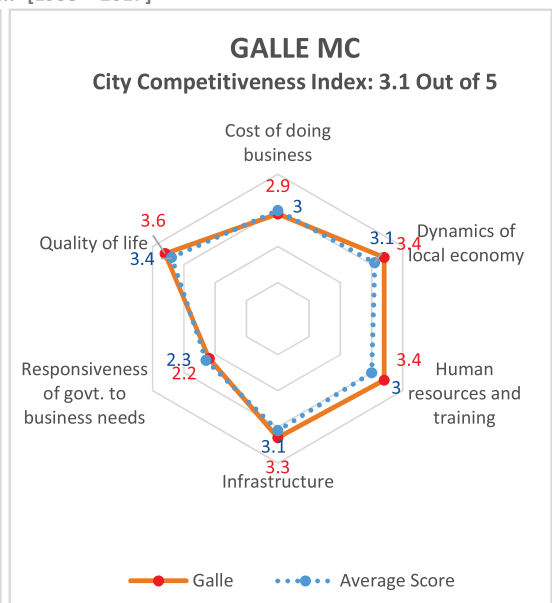 GALLE MC
City Competitiveness Index: 3.1 Out of 5
Cost of doing
business
2.9
3
3.6
3.1
3.4
Dynamics of
local economy
Quality of life
3.4
Responsiveness
of govt. to
business needs
2.3
2.2
3.4
3
Human
resources and
training
3.1
3.3
Infrastructure
Galle
Average Score